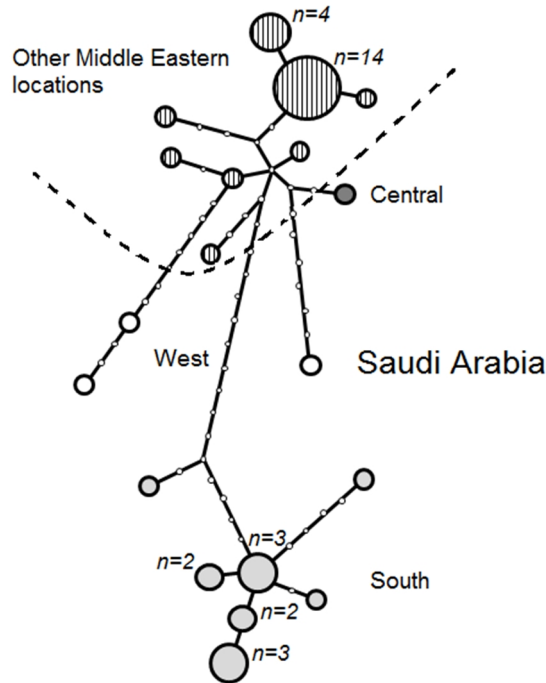 n=4
Other Middle Eastern
locations
n=14
Central
West
Saudi Arabia
n=3
n=2
South
n=2
n=3